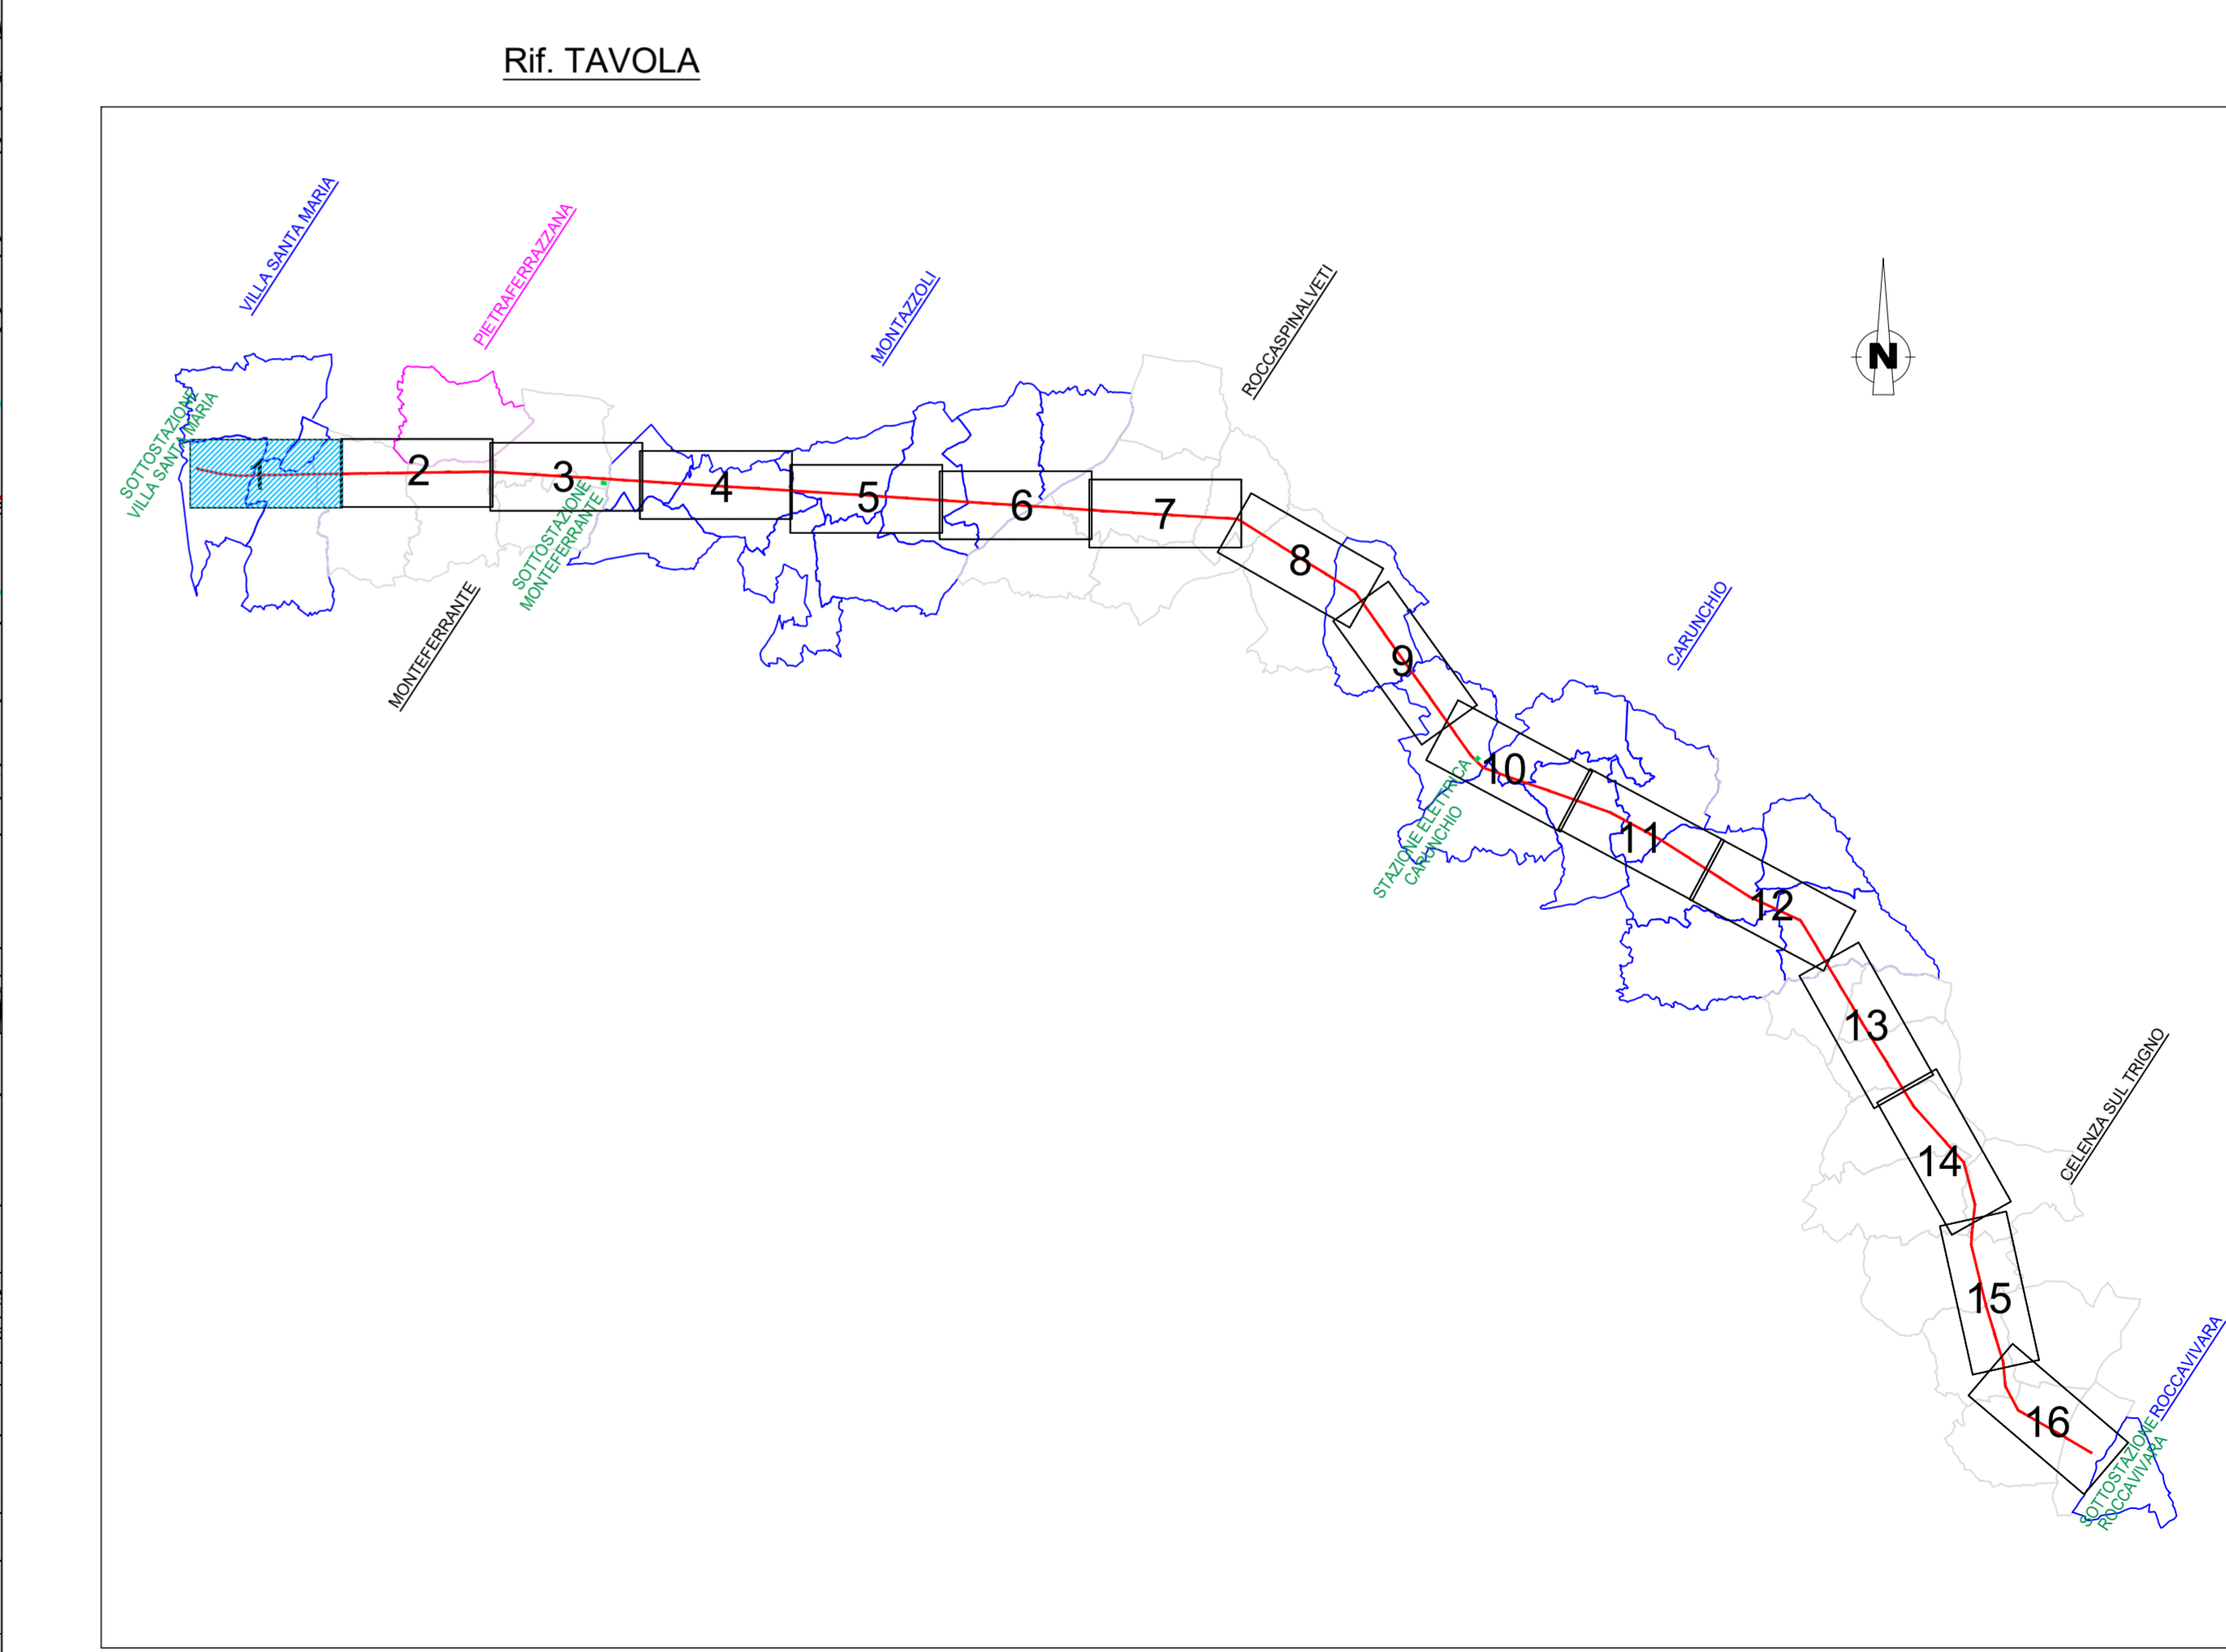 Rif. TAVOLA
VILLA SANTA MARIA
PIETRAFERRAZZANA
MONTAZZOLI
ROCCASPINALVETI
N
SOTTOSTAZIONE
VILLA SANTA MARIA
1
2
3
4
5
6
7
8
SOTTOSTAZIONE
MONTEFERRANTE
MONTEFERRANTE
CARUNCHIO
9
10
STAZIONE ELETTRICA
CARUNCHIO
11
12
13
CELENZA SUL TRIGNO
14
15
ROCCAVIVARA
16
SOTTOSTAZIONE
ROCCAVIVARA